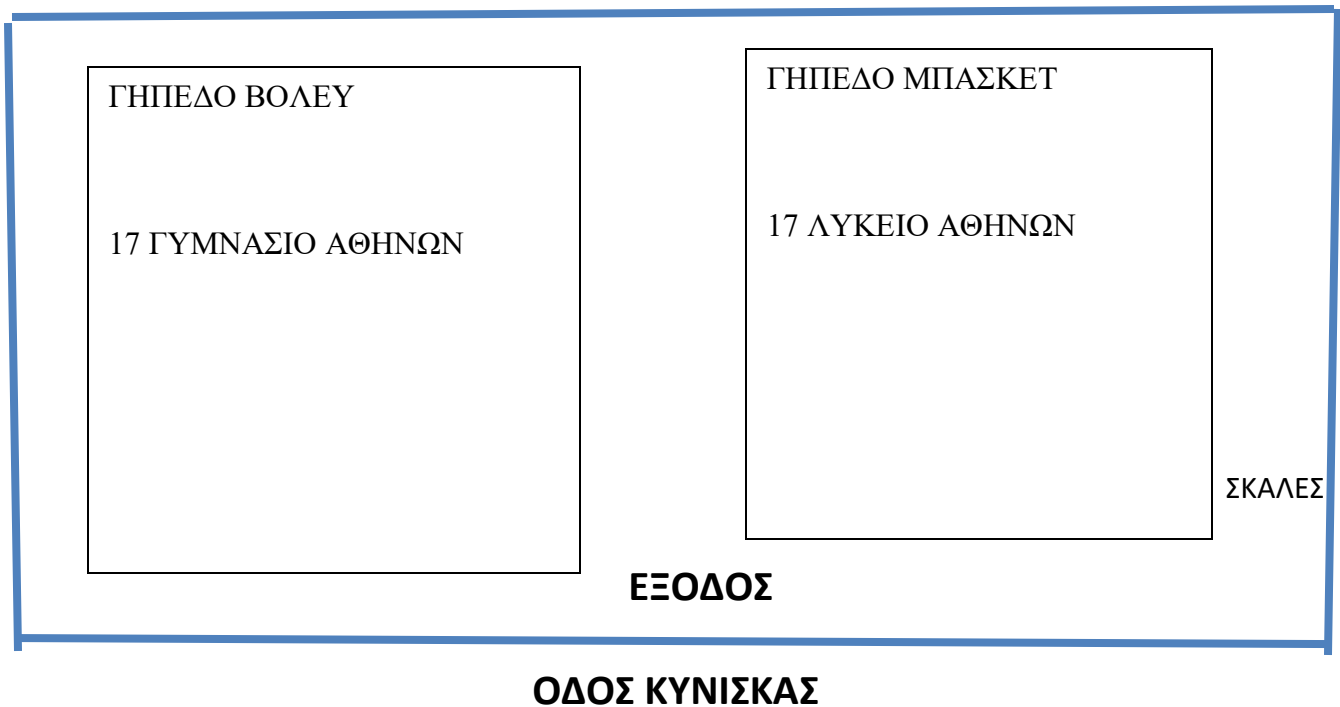 ΓΗΠΕΔΟ ΒΟΛΕΥ
17 ΓΥΜΝΑΣΙΟ ΑΘΗΝΩΝ
ΓΗΠΕΔΟ ΜΠΑΣΚΕΤ
17 ΛΥΚΕΙΟ ΑΘΗΝΩΝ
ΣΚΑΛΕΣ
ΕΞΟΔΟΣ
ΟΔΟΣ ΚΥΝΙΣΚΑΣ